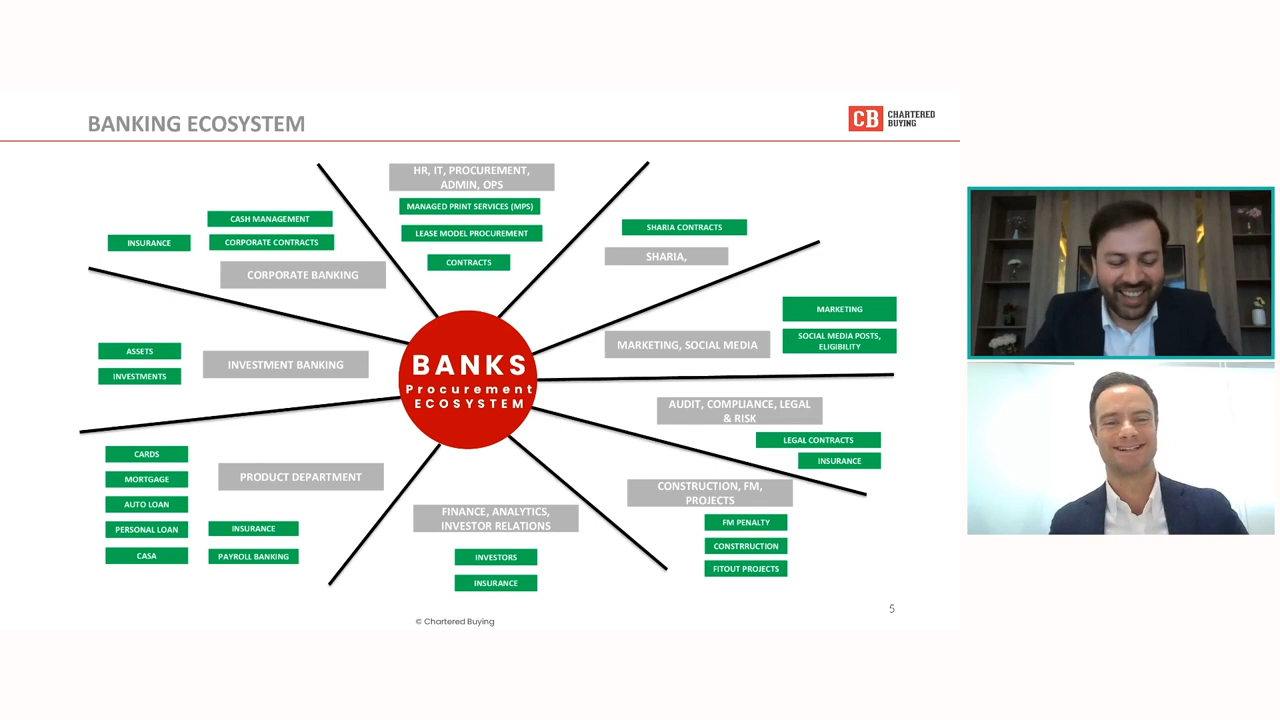 BANKING ECOSYSTEM
CB CHARTERED
BUYING
HR, IT, PROCUREMENT,
ADMIN, OPS
MANAGED PRINT SERVICES (MPS)
LEASE MODEL PROCUREMENT
CONTRACTS
CASH MANAGEMENT
INSURANCE
CORPORATE CONTRACTS
CORPORATE BANKING
SHARIA CONTRACTS
SHARIA,
MARKETING
MARKETING, SOCIAL MEDIA
SOCIAL MEDIA POSTS,
ELIGIBILITY
ASSETS
INVESTMENTS
INVESTMENT BANKING
BANKS
Procurement
ECOSYSTEM
AUDIT, COMPLIANCE, LEGAL
& RISK
LEGAL CONTRACTS
INSURANCE
CARDS
MORTGAGE
AUTO LOAN
PERSONAL LOAN
CASA
PRODUCT DEPARTMENT
INSURANCE
PAYROLL BANKING
FINANCE, ANALYTICS,
INVESTOR RELATIONS
INVESTORS
INSURANCE
CONSTRUCTION, FM,
PROJECTS
FM PENALTY
CONSTRRUCTION
FITOUT PROJECTS
5
© Chartered Buying